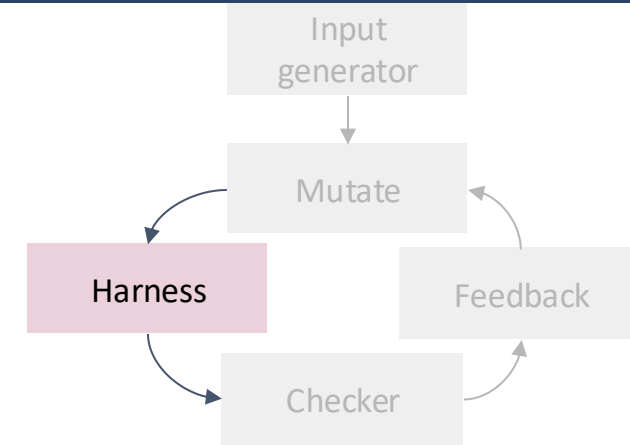 Input
generator
Mutate
Harness
Feedback
Checker